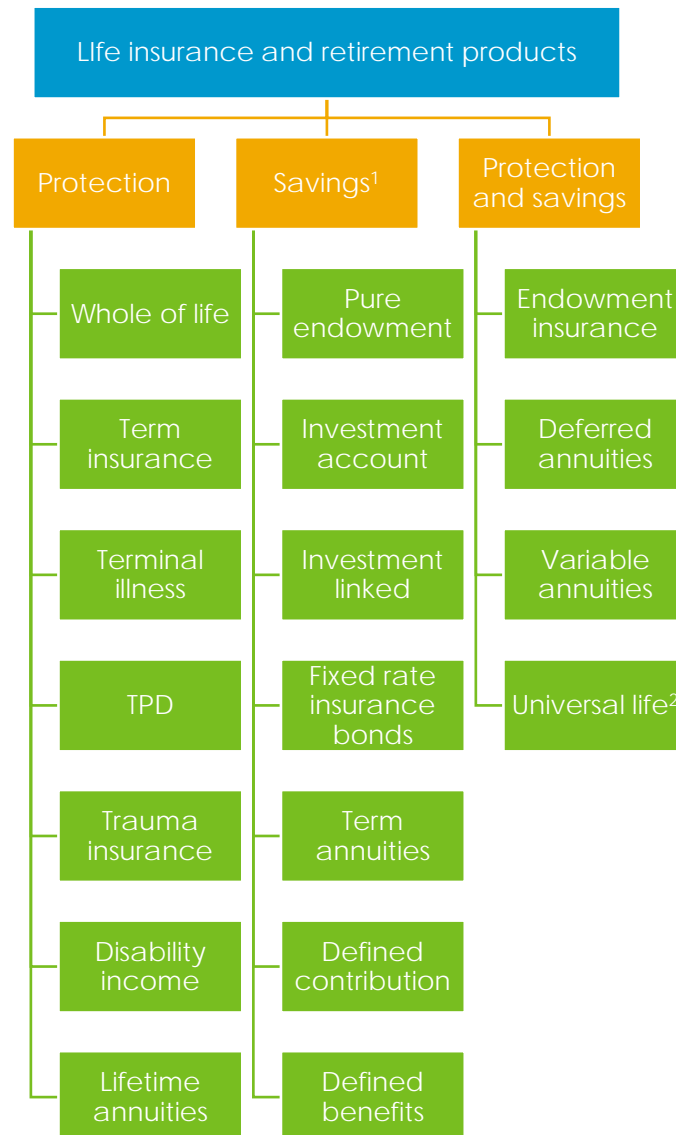 LIfe insurance and retirement products
Protection
Savings¹
Protection
and savings
Whole of life
Term
insurance
Terminal
illness
TPD
Trauma
insurance
Disability
income
Lifetime
annuities
Pure
endowment
Investment
account
Investment
linked
Fixed rate
insurance
bonds
Term
annuities
Defined
contribution
Defined
benefits
Endowment
insurance
Deferred
annuities
Variable
annuities
Universal life²